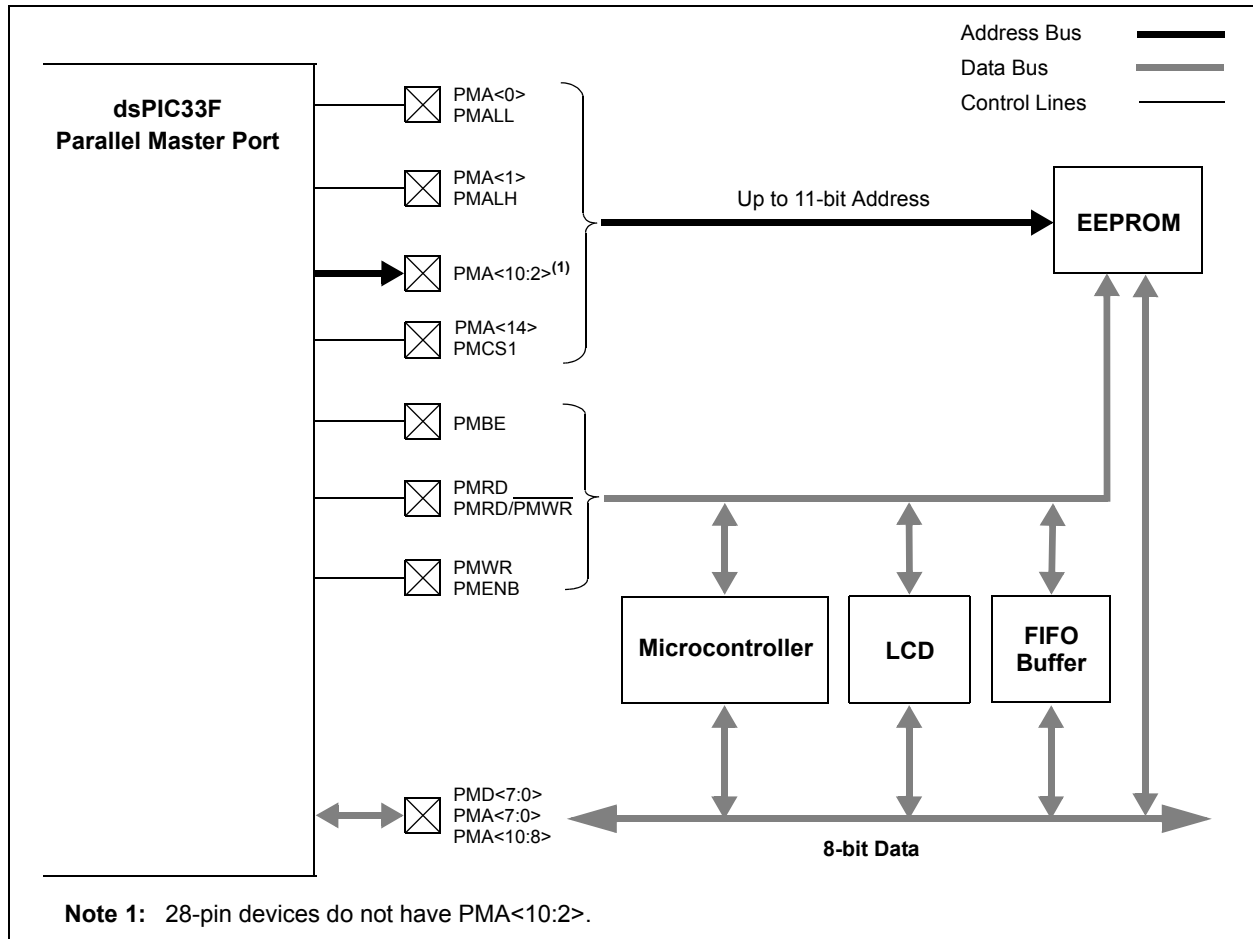 Address Bus
Data Bus
Control Lines
dsPIC33F
Parallel Master Port
PMA<0>
PMALL
PMA<1>
PMALH
Up to 11-bit Address
EEPROM
PMA<10:2>(1)
PMA<14>
PMCS1
PMBE
PMRD
PMRD/PMWR
PMWR
PMENB
Microcontroller
LCD
FIFO
Buffer
PMD<7:0>
PMA<7:0>
PMA<10:8>
8-bit Data
Note 1: 28-pin devices do not have PMA<10:2>.